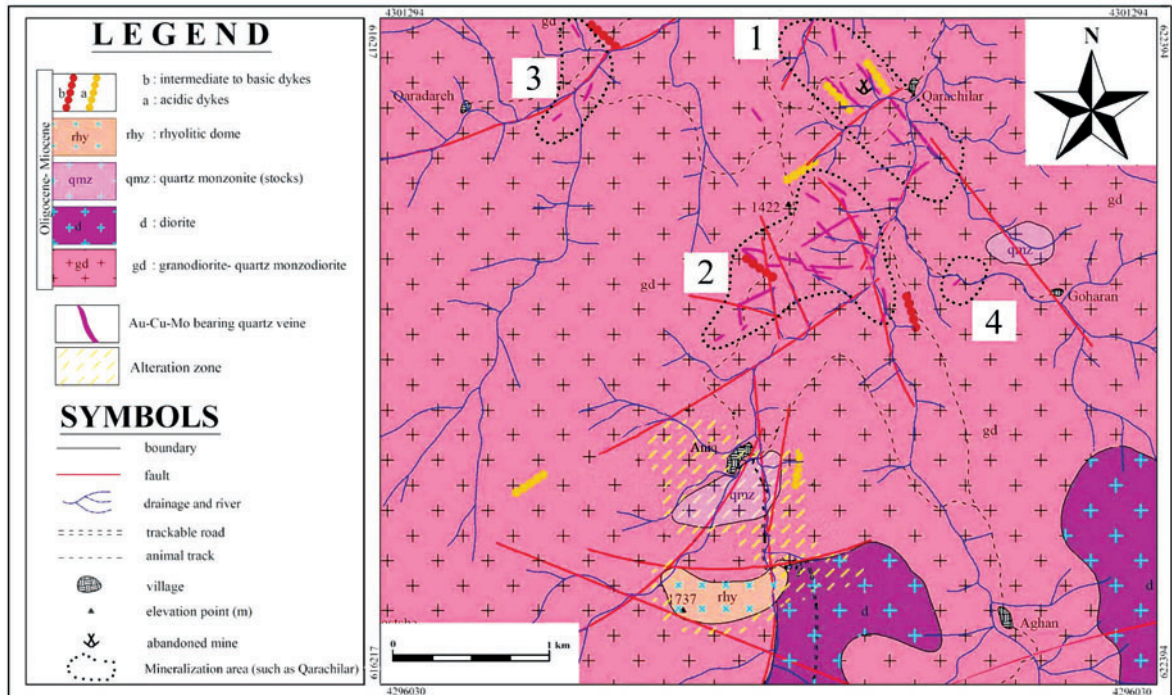 LEGEND
Oligocene- Miocene
b
a
b : intermediate to basic dykes
a : acidic dykes
rhy
rhy : rhyolitic dome
qmz
qmz : quartz monzonite (stocks)
d
d : diorite
gd
gd : granodiorite- quartz monzodiorite
Au-Cu-Mo bearing quartz veine
Alteration zone
SYMBOLS
boundary
fault
drainage and river
trackable road
animal track
village
elevation point (m)
abandoned mine
Mineralization area (such as Qarachilar)
4301294
4301294
616217
622394
gd
1
N
3
Qaradareh
Qarachilar
gd
1422
qmz
2
gd
Goharan
4
gd
qmz
rhy
1737
d
d
Aghan
0
1 km
616217
622394
4296030
4296030